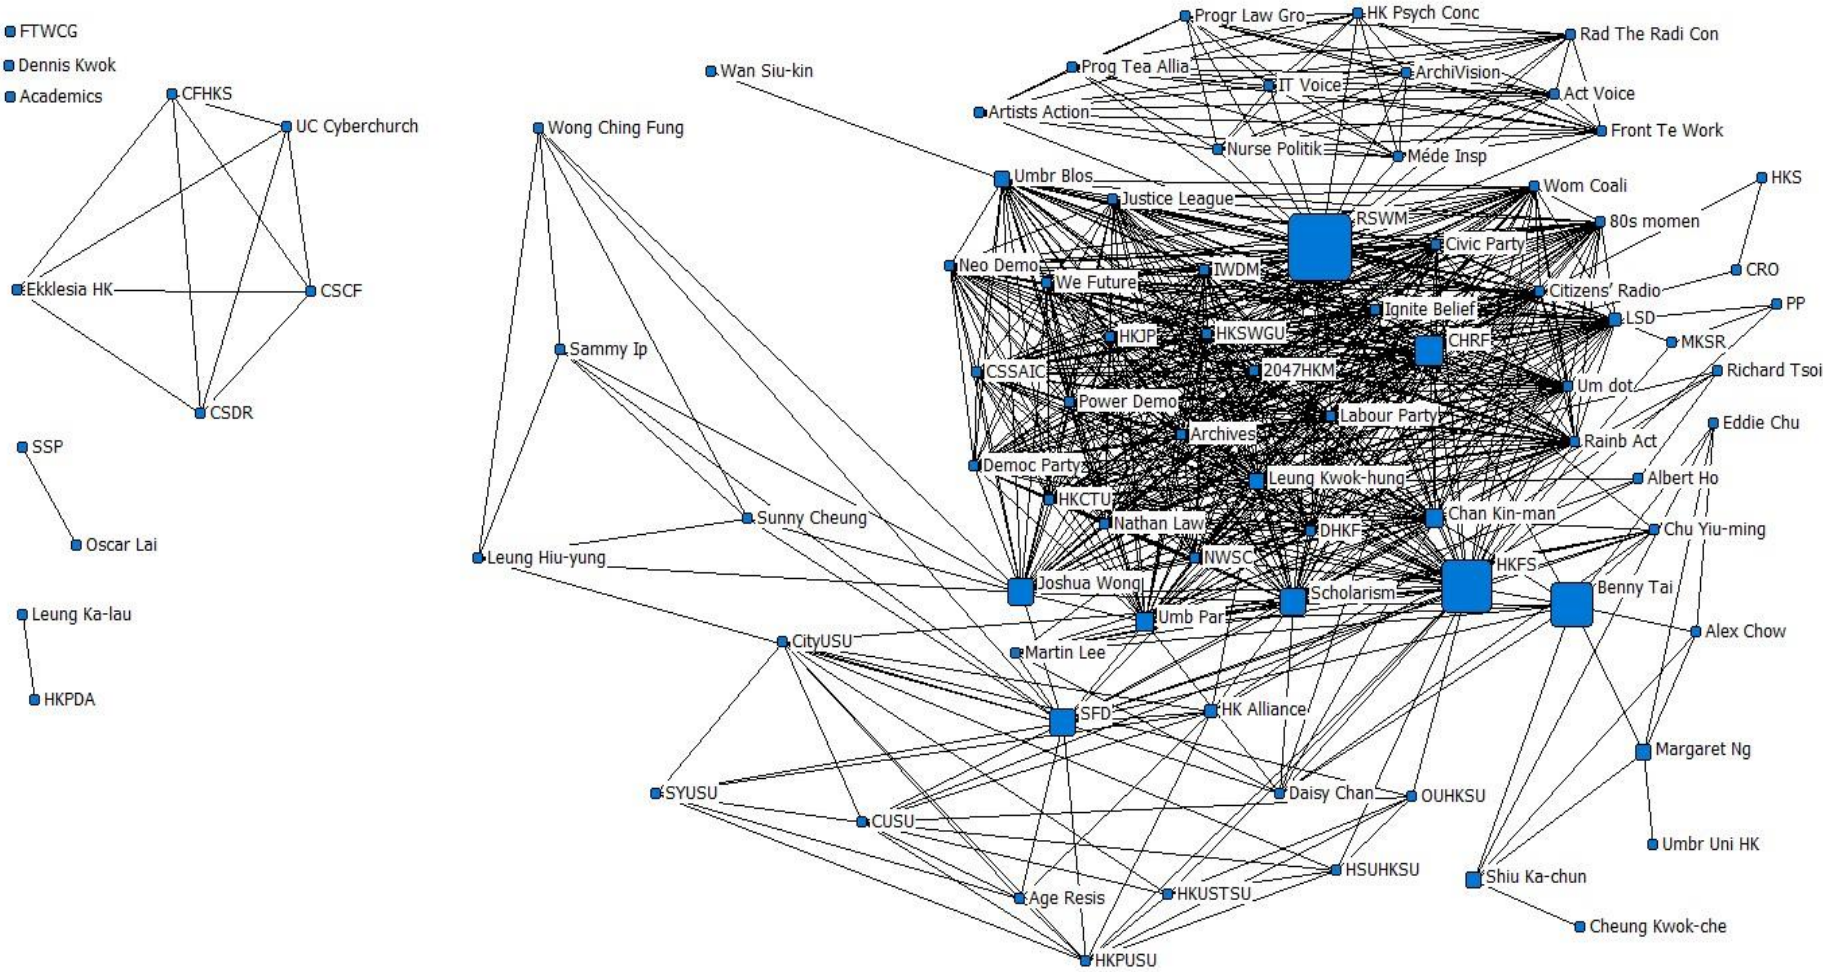 FTWCG
Dennis Kwok
Academics
CFHKS
UC Cyberchurch
Ekklesia HK
CSCF
CSDR
SSP
Oscar Lai
Leung Ka-lau
HKPDA
Wan Siu-kin
Wong Ching Fung
Sammy Ip
Sunny Cheung
Leung Hiu-yung
Progr Law Gro
HK Psych Conc
Rad The Radi Con
Prog Tea Allia
IT Voice
ArchiVision
Act Voice
Artists Action
Front Te Work
Nurse Politik
Méde Insp
Umbr Blos
Justice League
Wom Coali
HKS
RSWM
80s momen
Civic Party
Neo Demo
We Future
IWDM
CRO
Citizens’ Radio
Ignite Belief
PP
LSD
HKJP
HKSWGU
CHRF
MKSR
CSSAIC
2047HKM
Richard Tsoi
Um dot
Power Demo
Labour Party
Eddie Chu
Archives
Rainb Act
Democ Party
Leung Kwok-hung
Albert Ho
HKCTU
Nathan Law
DHKF
Chan Kin-man
Chu Yiu-ming
NWSC
HKFS
Joshua Wong
Scholarism
Benny Tai
Umb Par
CityUSU
Martin Lee
Alex Chow
SFD
HK Alliance
Margaret Ng
SYUSU
Daisy Chan
OUHKSU
CUSU
Umbr Uni HK
HSUHKSU
Shiu Ka-chun
Age Resis
HKUSTSU
Cheung Kwok-che
HKPUSU